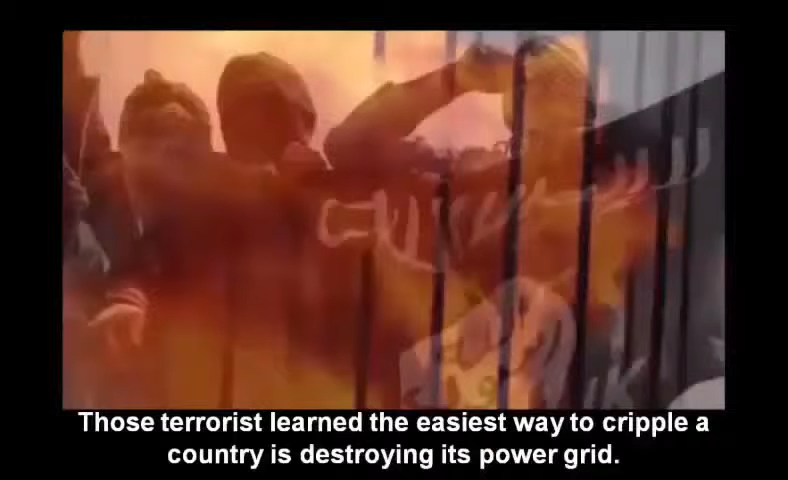 Those terrorist learned the easiest way to cripple a
country is destroying its power grid.